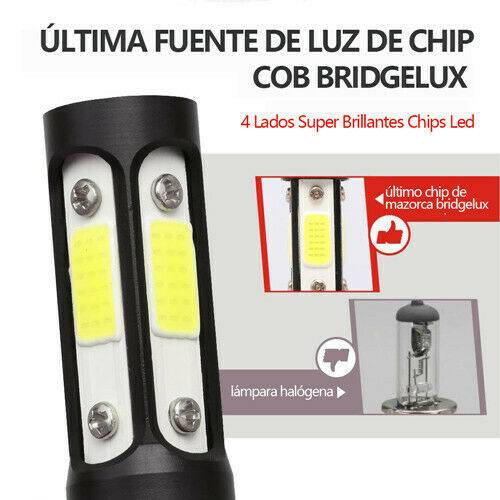 ÚLTIMA FUENTE DE LUZ DE CHIP
COB BRIDGELUX
4 Lados Super Brillantes Chips Led
último chip de
mazorca bridgelux
lámpara halógena